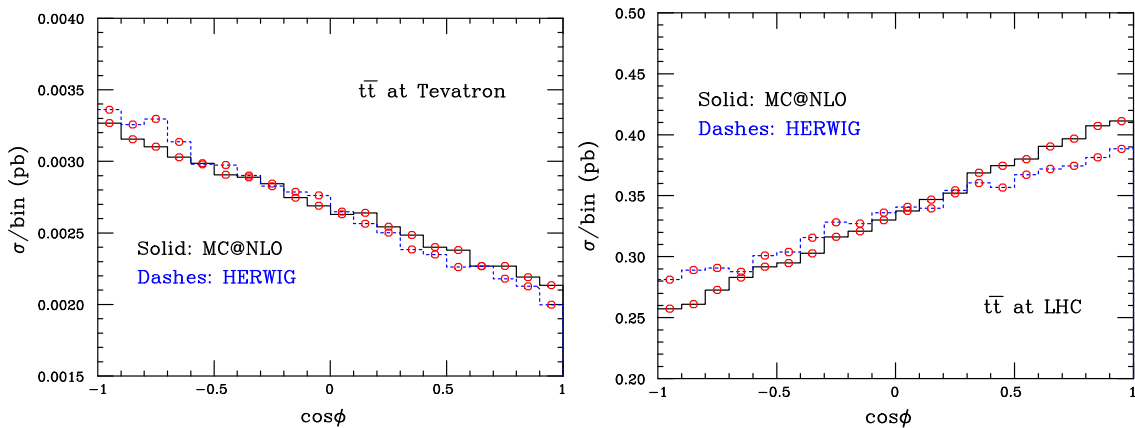 0.0040
0.0035
0.0030
0.0025
0.0020
0.0015
σ/bin (pb)
tt̅ at Tevatron
Solid: MC@NLO
Dashes: HERWIG
−1
−0.5
0
0.5
1
cosϕ
0.50
0.45
0.40
0.35
0.30
0.25
0.20
σ/bin (pb)
Solid: MC@NLO
Dashes: HERWIG
tt̅ at LHC
−1
−0.5
0
0.5
1
cosϕ